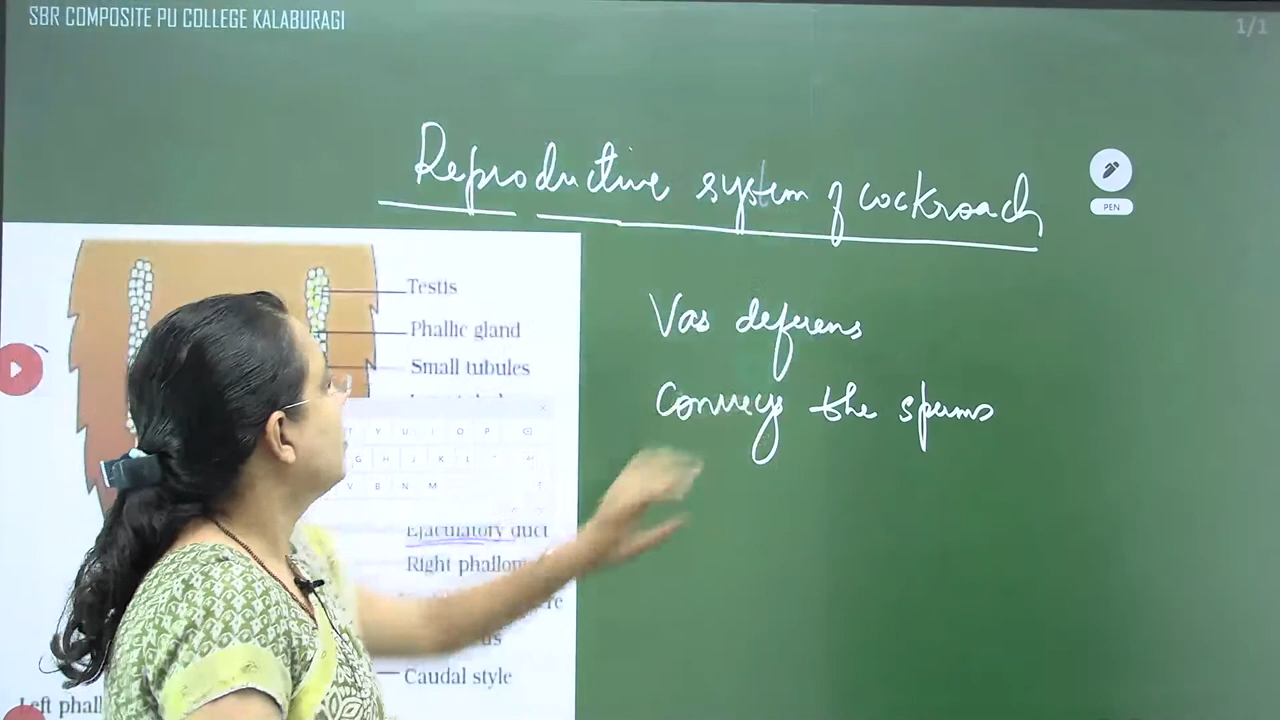 SBR COMPOSITE PU COLLEGE KALABURAGI
1/1
Reproductive system of cockroach
PEN
Testis
Phallic gland
Small tubules
Vas deferens
Conveys the sperms
T Y U I O P
G H J K L
V B N M
Ejaculatory duct
Right phallom
Caudal style
Left phall